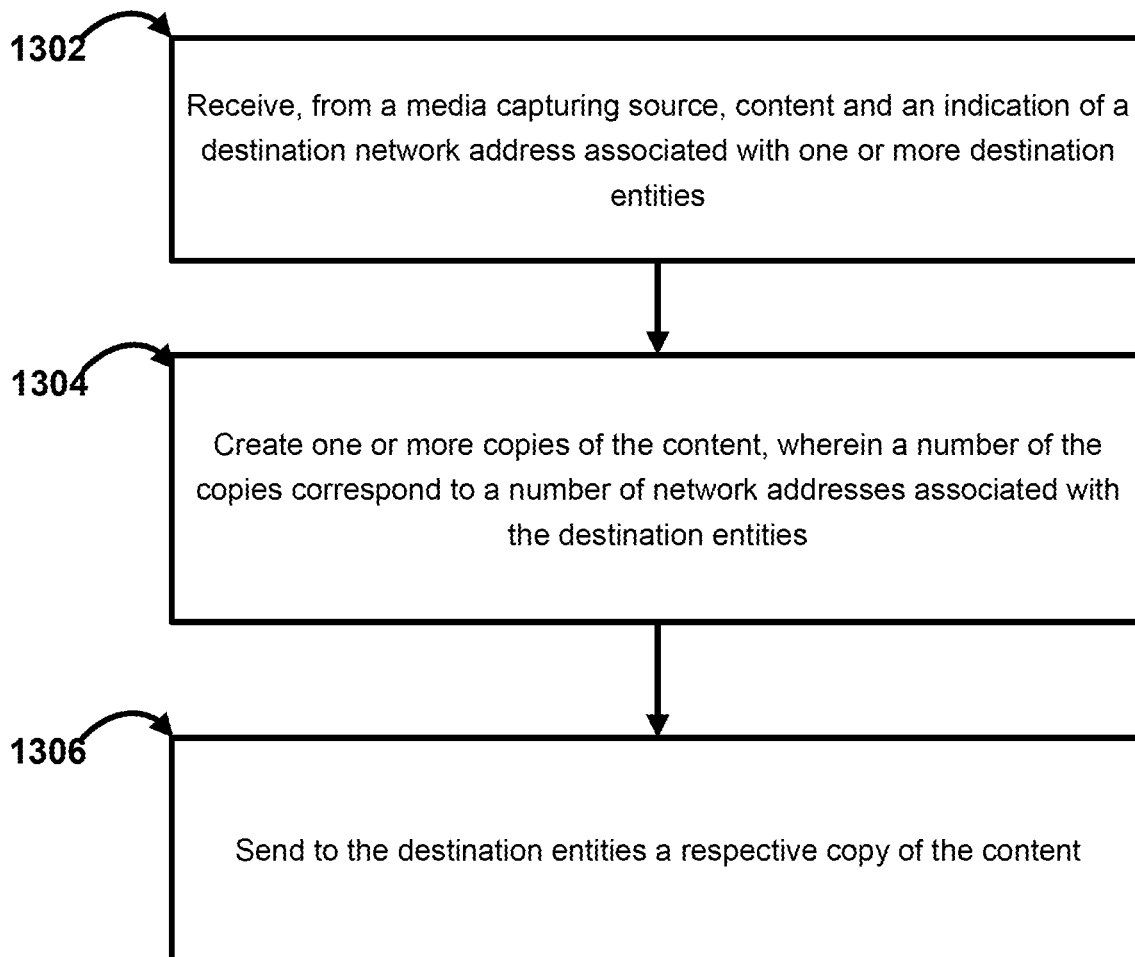 1302
Receive, from a media capturing source, content and an indication of a
destination network address associated with one or more destination
entities
1304
Create one or more copies of the content, wherein a number of the
copies correspond to a number of network addresses associated with
the destination entities
1306
Send to the destination entities a respective copy of the content